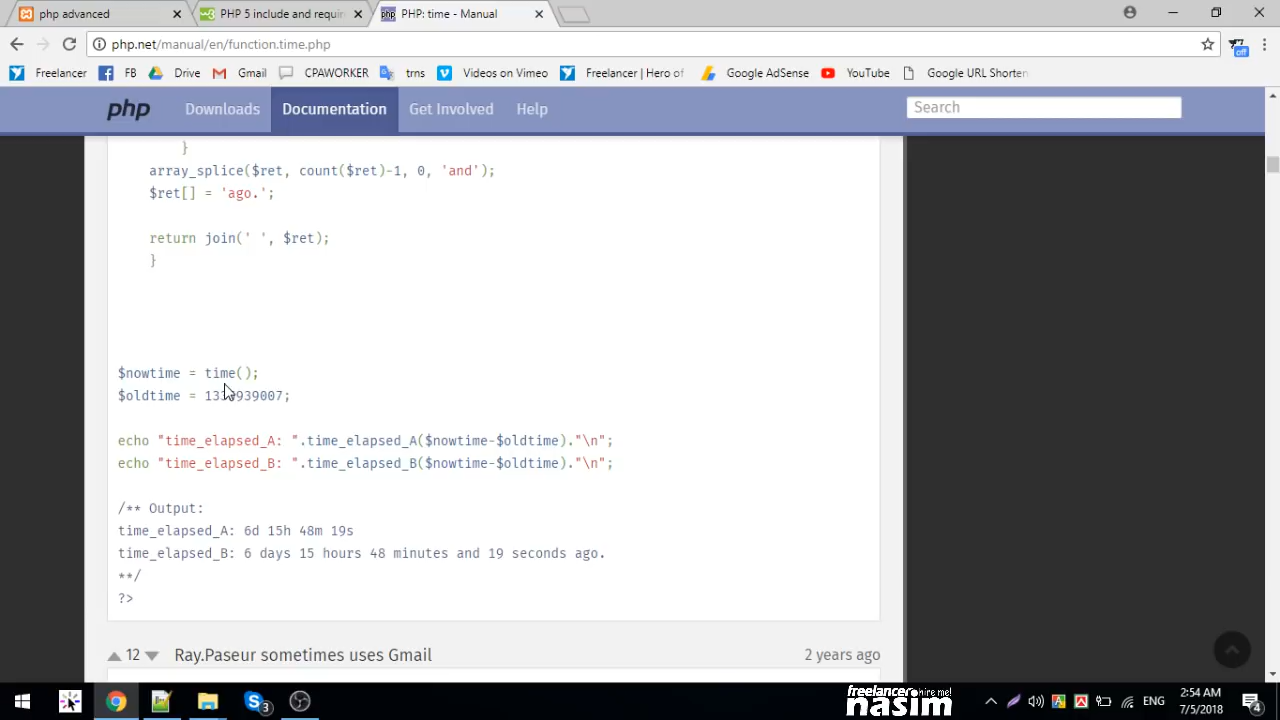 php advanced
PHP 5 include and requir
PHP: time - Manual
php.net/manual/en/function.time.php
off
Freelancer
FB
Drive
Gmail
CPAWORKER
trns
Videos on Vimeo
Freelancer | Hero of
Google AdSense
YouTube
Google URL Shorten
php
Downloads
Documentation
Get Involved
Help
Search
}
array_splice($ret, count($ret)-1, 0, 'and');
$ret[] = 'ago.';
return join(' ', $ret);
}
$nowtime = time();
$oldtime =
echo "time_elapsed_A: ".time_elapsed_A($nowtime-$oldtime)."\n";
echo "time_elapsed_B: ".time_elapsed_B($nowtime-$oldtime)."\n";
/** Output:
time_elapsed_A: 6d 15h 48m 19s
time_elapsed_B: 6 days 15 hours 48 minutes and 19 seconds ago.
**/
?>
12
Ray.Paseur sometimes uses Gmail
2 years ago
3
freelancer hire me!
nasim
ENG
2:54 AM
7/5/2018
4